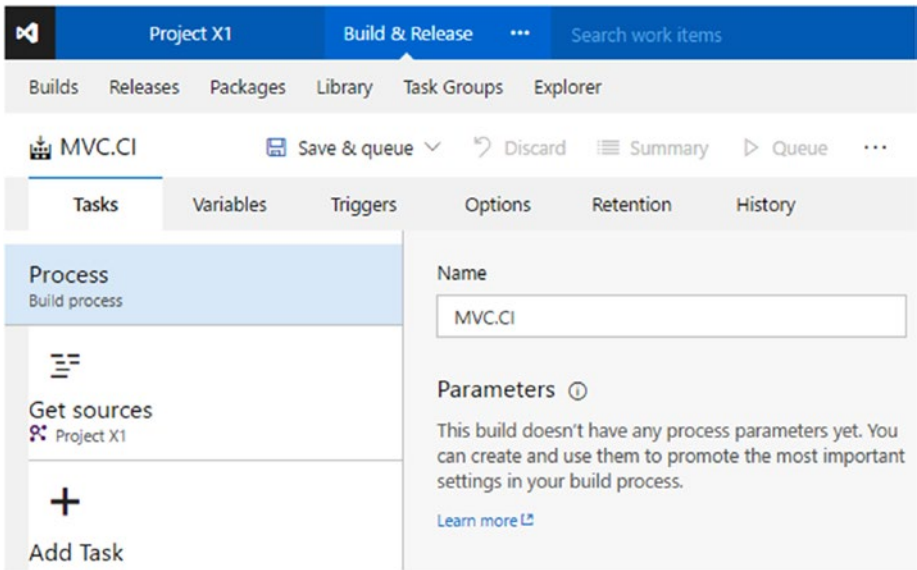 Project X1 Build & Release ... Search work items
Builds Releases Packages Library Task Groups Explorer
MVC.CI Save & queue Discard Summary Queue ...
Tasks Variables Triggers Options Retention History
Process
Build process
Get sources
Project X1
Add Task
Name
MVC.CI
Parameters
This build doesn't have any process parameters yet. You
can create and use them to promote the most important
settings in your build process.
Learn more